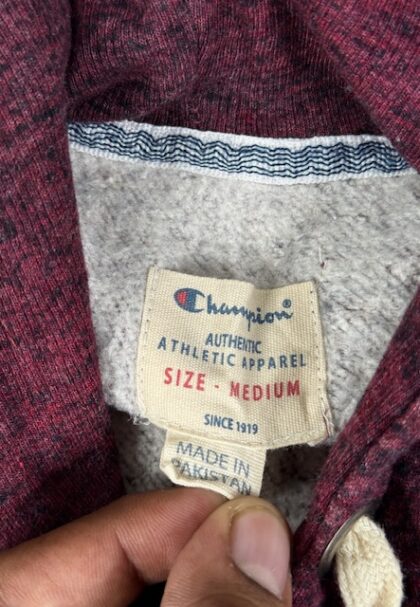 Champion®
AUTHENTIC
ATHLETIC APPAREL
SIZE - MEDIUM
SINCE 1919
MADE IN
PAKISTAN